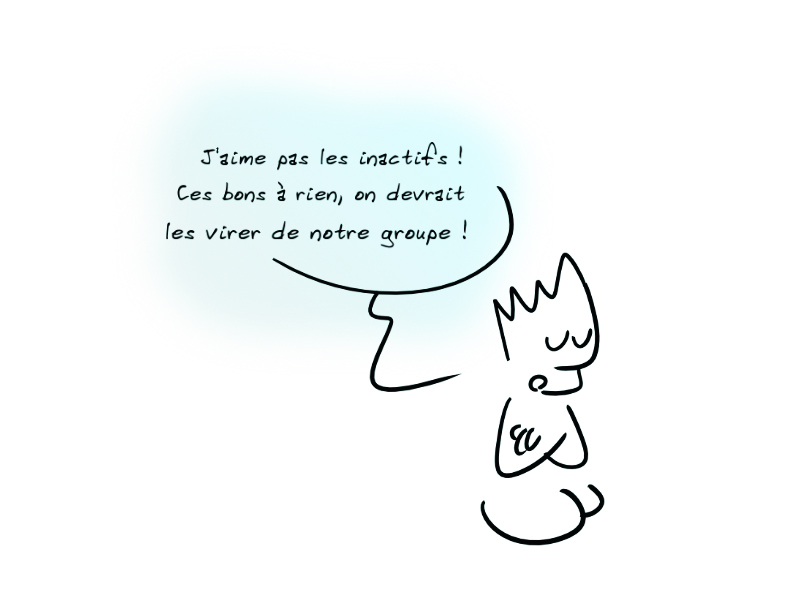 J'aime pas les inactifs !
Ces bons à rien, on devrait
les virer de notre groupe !